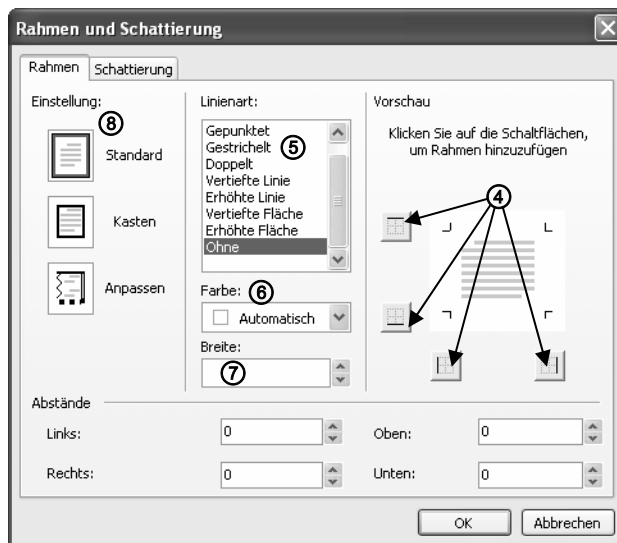 Rahmen und Schattierung
Rahmen
Schattierung
Einstellung:
⑧
Standard
Kasten
Anpassen
Linienart:
Gepunktet
Gestrichelt
⑤
Doppelt
Vertiefte Linie
Erhöhte Linie
Vertiefte Fläche
Erhöhte Fläche
Ohne
Farbe:
⑥
Automatisch
Breite:
⑦
Vorschau
Klicken Sie auf die Schaltflächen,
um Rahmen hinzuzufügen
④
Abstände
Links:
0
Oben:
0
Rechts:
0
Unten:
0
OK
Abbrechen